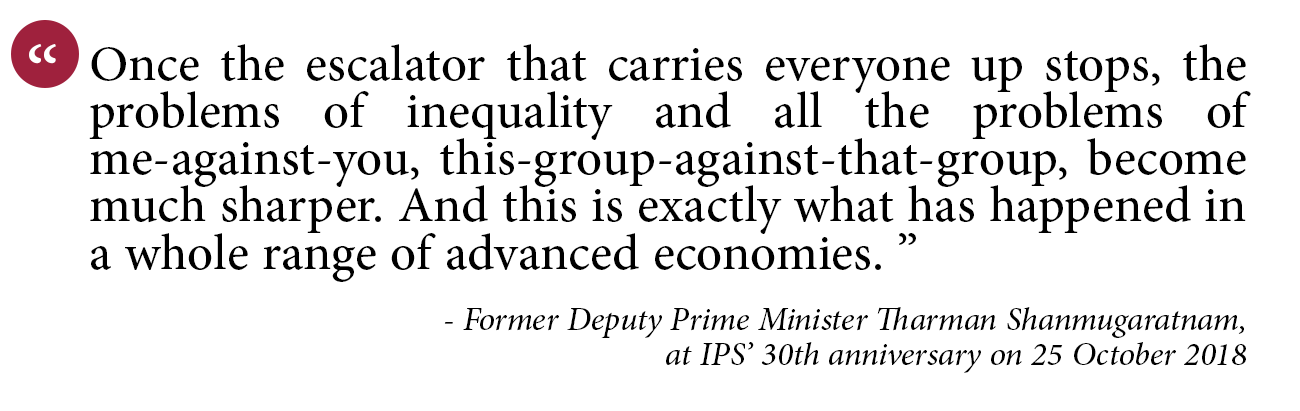 “ Once the escalator that carries everyone up stops, the
problems of inequality and all the problems of
me-against-you, this-group-against-that-group, become
much sharper. And this is exactly what has happened in
a whole range of advanced economies. ”
- Former Deputy Prime Minister Tharman Shanmugaratnam,
at IPS’ 30th anniversary on 25 October 2018